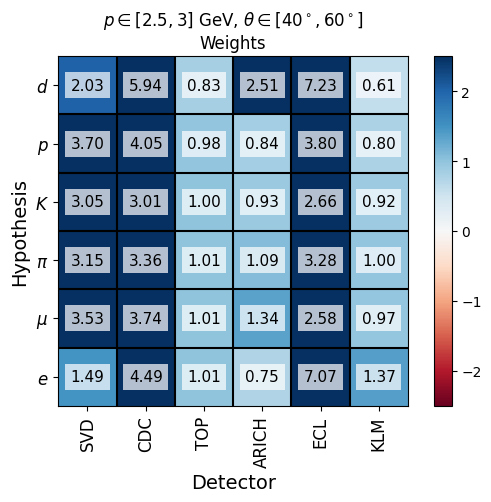 p ∈ [2.5, 3] GeV, θ ∈ [40°, 60°]
Weights
d 2.03 5.94 0.83 2.51 7.23 0.61
p 3.70 4.05 0.98 0.84 3.80 0.80
K 3.05 3.01 1.00 0.93 2.66 0.92
π 3.15 3.36 1.01 1.09 3.28 1.00
μ 3.53 3.74 1.01 1.34 2.58 0.97
e 1.49 4.49 1.01 0.75 7.07 1.37
SVD CDC TOP ARICH ECL KLM
Detector
Hypothesis
2
1
0
−1
−2